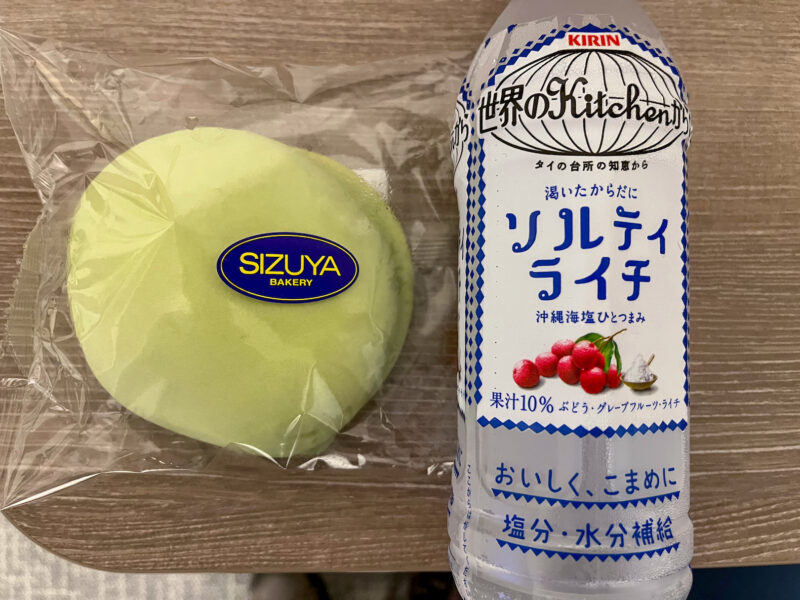 SIZUYA
BAKERY
KIRIN
世界のKitchenから
タイの台所の知恵から
渇いたからだに
ソルティ
ライチ
沖縄海塩ひとつまみ
果汁10% ぶどう・グレープフルーツ・ライチ
おいしく、こまめに
塩分・水分補給